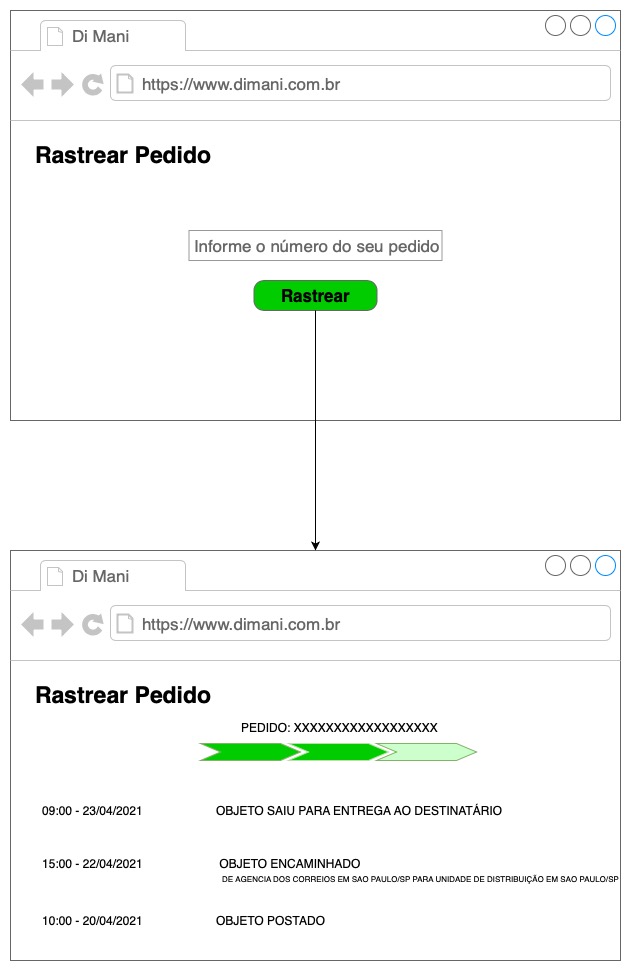 Di Mani
https://www.dimani.com.br
Rastrear Pedido
Informe o número do seu pedido
Rastrear
Di Mani
https://www.dimani.com.br
Rastrear Pedido
PEDIDO: XXXXXXXXXXXXXXXXXX
09:00 - 23/04/2021 OBJETO SAIU PARA ENTREGA AO DESTINATÁRIO
15:00 - 22/04/2021 OBJETO ENCAMINHADO
DE AGENCIA DOS CORREIOS EM SAO PAULO/SP PARA UNIDADE DE DISTRIBUIÇÃO EM SAO PAULO/SP
10:00 - 20/04/2021 OBJETO POSTADO